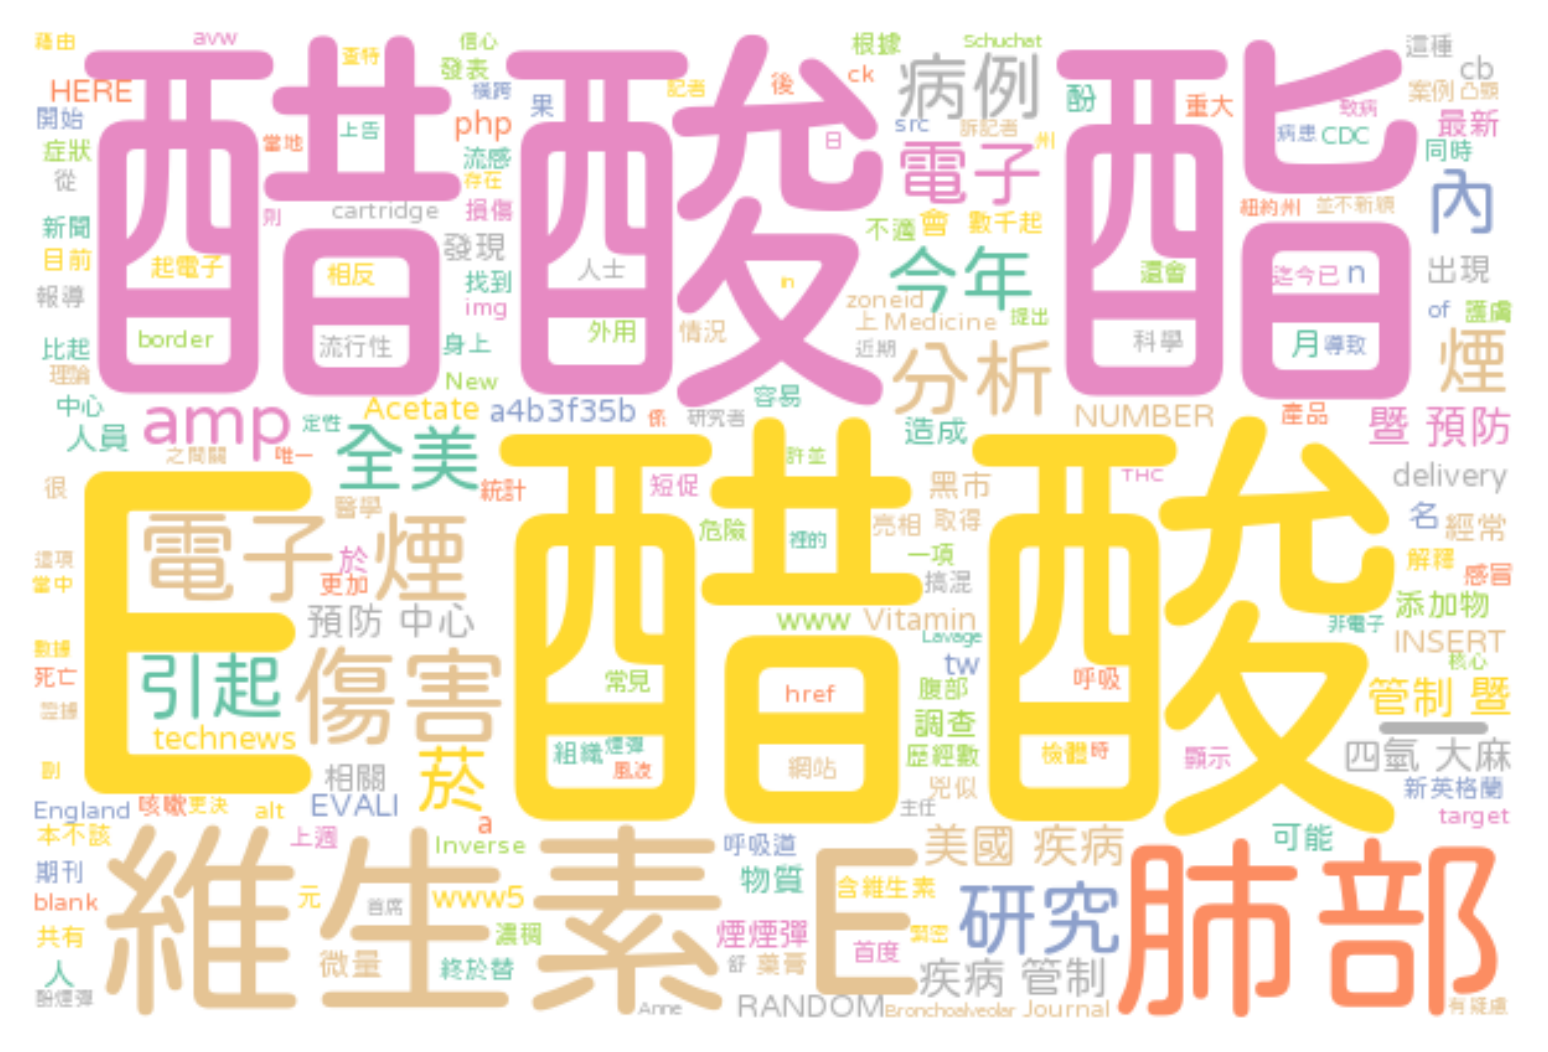 藉由 avw 查特 信心 根據 Schuchat 這種
醋酸 酸酯
HERE 發表 橫跨 記者 後 ck 病例 酚 重大 致病 cb 案例 凸顯
開始 當地 上告 php 果 src 訴記者 州 病患 CDC 最新
症狀 流感 日 電子 同時
從 存在 內
新聞 則 cartridge 損傷 不適 會 數千起 紐約州 並不新穎
目前 起電子 相反 發現 找到 人士 in 今年 還會 迄今已 n 出現
報導 img zoneid of 護膚
border 流行性 身上 外用 情況 上 Medicine 提出 科學 月 導致 煙
比起 近期 分析
理論 New 容易
中心 amp 定性 Acetate a4b3f35b 係 研究者 NUMBER 產品 暨 預防
人員 全美 造成
之間關 唯一 許並 THC
很 統計 短促 黑市 delivery
E 醋酸
醫學 危險 裡的 亮相 取得 名 經常
電子煙 於 一項
這項 更加 搞混 解釋 感冒
當中 預防 中心 www Vitamin 添加物
非電子 INSERT
數據 Lavage tw 核心
死亡 引起 傷害 常見 href 腹部 呼吸 管制 暨
technews 調查 _
組織 煙彈 歷經數 檢體 時 顯示 四氫 大麻
副 相關 菸 風波 網站 兇似 新英格蘭
England 咳嗽 更決 alt EVALI a 主任 target
本不該 上週 Inverse 呼吸道 美國 疾病 可能
維生素 E 肺部
期刊 元 首席 www5 物質 含維生素 研究
blank
共有 濃稠 煙煙彈 首度 緊密
人 微量 終於替 舒 藥膏 疾病 管制
酚煙彈 Anne RANDOM Bronchoalveolar Journal 有疑慮